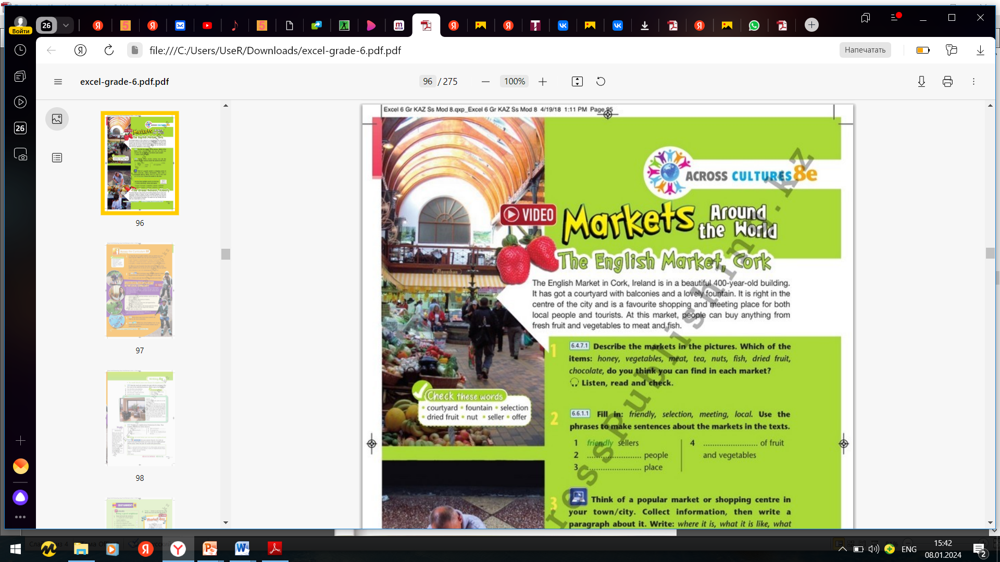 Войти
26
file:///C:/Users/UseR/Downloads/excel-grade-6.pdf.pdf
Напечатать
excel-grade-6.pdf.pdf
96 / 275
100%
26
96
97
98
Excel 6 Gr KAZ Ss Mod 8.qxp_Excel 6 Gr KAZ Ss Mod 8 4/19/18 1:11 PM Page 95
ACROSS CULTURES 8e
VIDEO
Markets Around the World
The English Market, Cork
The English Market in Cork, Ireland is in a beautiful 400-year-old building.
It has got a courtyard with balconies and a lovely fountain. It is right in the
centre of the city and is a favourite shopping and meeting place for both
local people and tourists. At this market, people can buy anything from
fresh fruit and vegetables to meat and fish.
1 6.4.7.1 Describe the markets in the pictures. Which of the
items: honey, vegetables, meat, tea, nuts, fish, dried fruit,
chocolate, do you think you can find in each market?
Listen, read and check.
Check these words
• courtyard • fountain • selection
• dried fruit • nut • seller • offer
2 6.6.1.1 Fill in: friendly, selection, meeting, local. Use the
phrases to make sentences about the markets in the texts.
1 friendly sellers
2 ........................ people
3 ........................ place
4 ........................ of fruit
and vegetables
3 Think of a popular market or shopping centre in
your town/city. Collect information, then write a
paragraph about it. Write: where it is, what it is like, what
ressPublishing.kz
ENG
15:42
08.01.2024
2